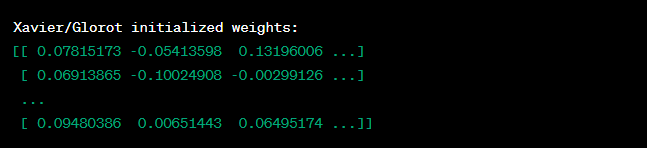 Xavier/Glorot initialized weights:
[[ 0.07815173 -0.05413598  0.13196006 ...]
 [ 0.06913865 -0.10024908 -0.00299126 ...]
 ...
 [ 0.09480386  0.00651443  0.06495174 ...]]